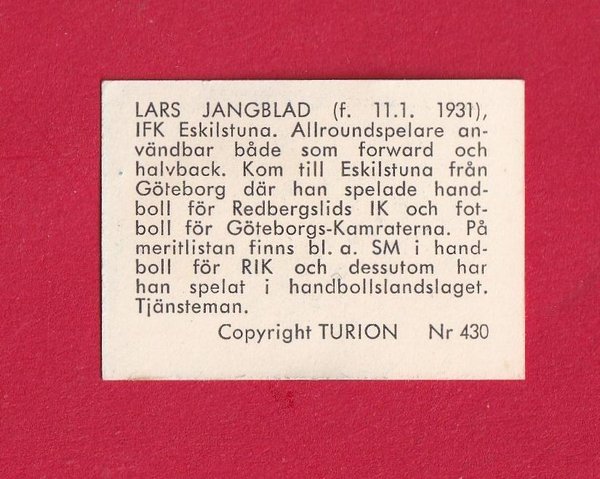 LARS JANGBLAD (f. 11.1. 1931),
IFK Eskilstuna. Allroundspelare an-
vändbar både som forward och
halvback. Kom till Eskilstuna från
Göteborg där han spelade hand-
boll för Redbergslids IK och fot-
boll för Göteborgs-Kamraterna. På
meritlistan finns bl. a. SM i hand-
boll för RIK och dessutom har
han spelat i handbollslandslaget.
Tjänsteman.
Copyright TURION Nr 430